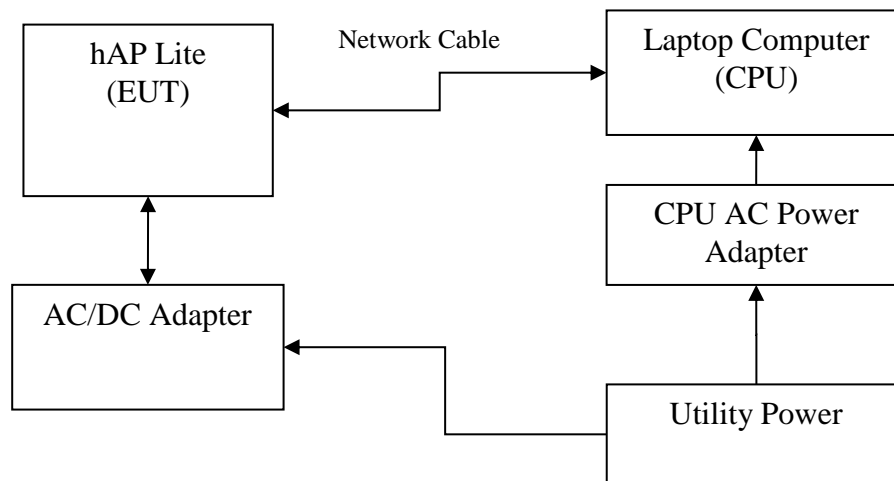 hAP Lite
(EUT)
Network Cable
Laptop Computer
(CPU)
CPU AC Power
Adapter
AC/DC Adapter
Utility Power